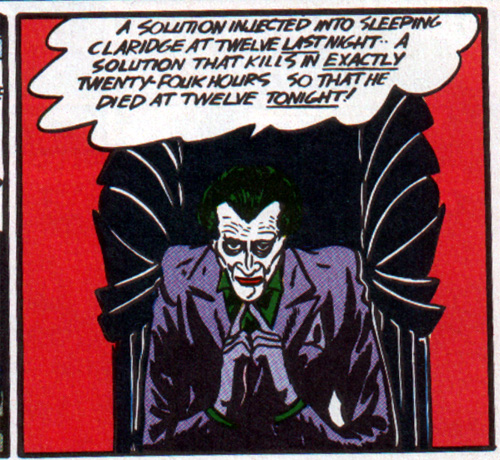 A SOLUTION INJECTED INTO SLEEPING
CLARIDGE AT TWELVE LAST NIGHT·· A
SOLUTION THAT KILLS IN EXACTLY
TWENTY-FOUR HOURS SO THAT HE
DIED AT TWELVE TONIGHT!